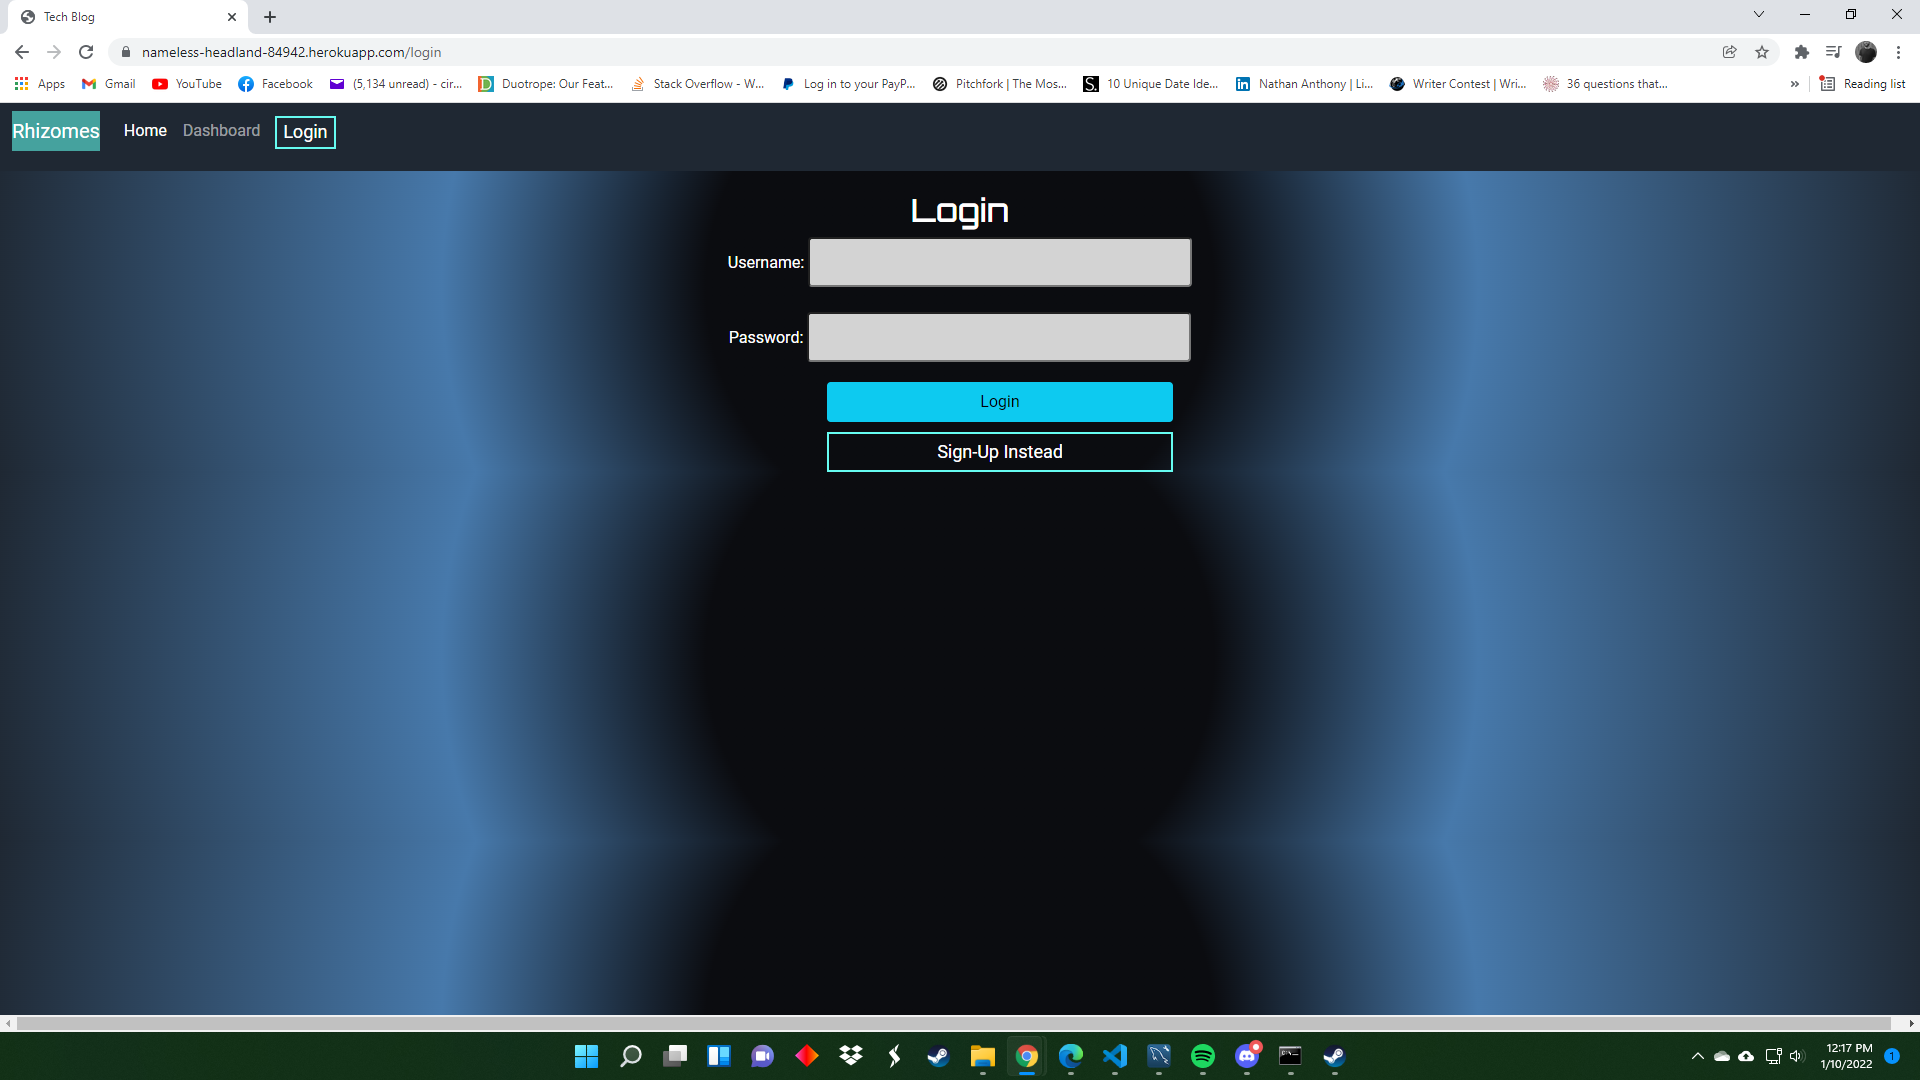 Tech Blog
nameless-headland-84942.herokuapp.com/login
Apps Gmail YouTube Facebook (5,134 unread) - cir... Duotrope: Our Feat... Stack Overflow - W... Log in to your PayP... Pitchfork | The Mos... 10 Unique Date Ide... Nathan Anthony | Li... Writer Contest | Wri... 36 questions that... » Reading list
Rhizomes Home Dashboard Login
Login
Username:
Password:
Login
Sign-Up Instead
12:17 PM
1/10/2022
1